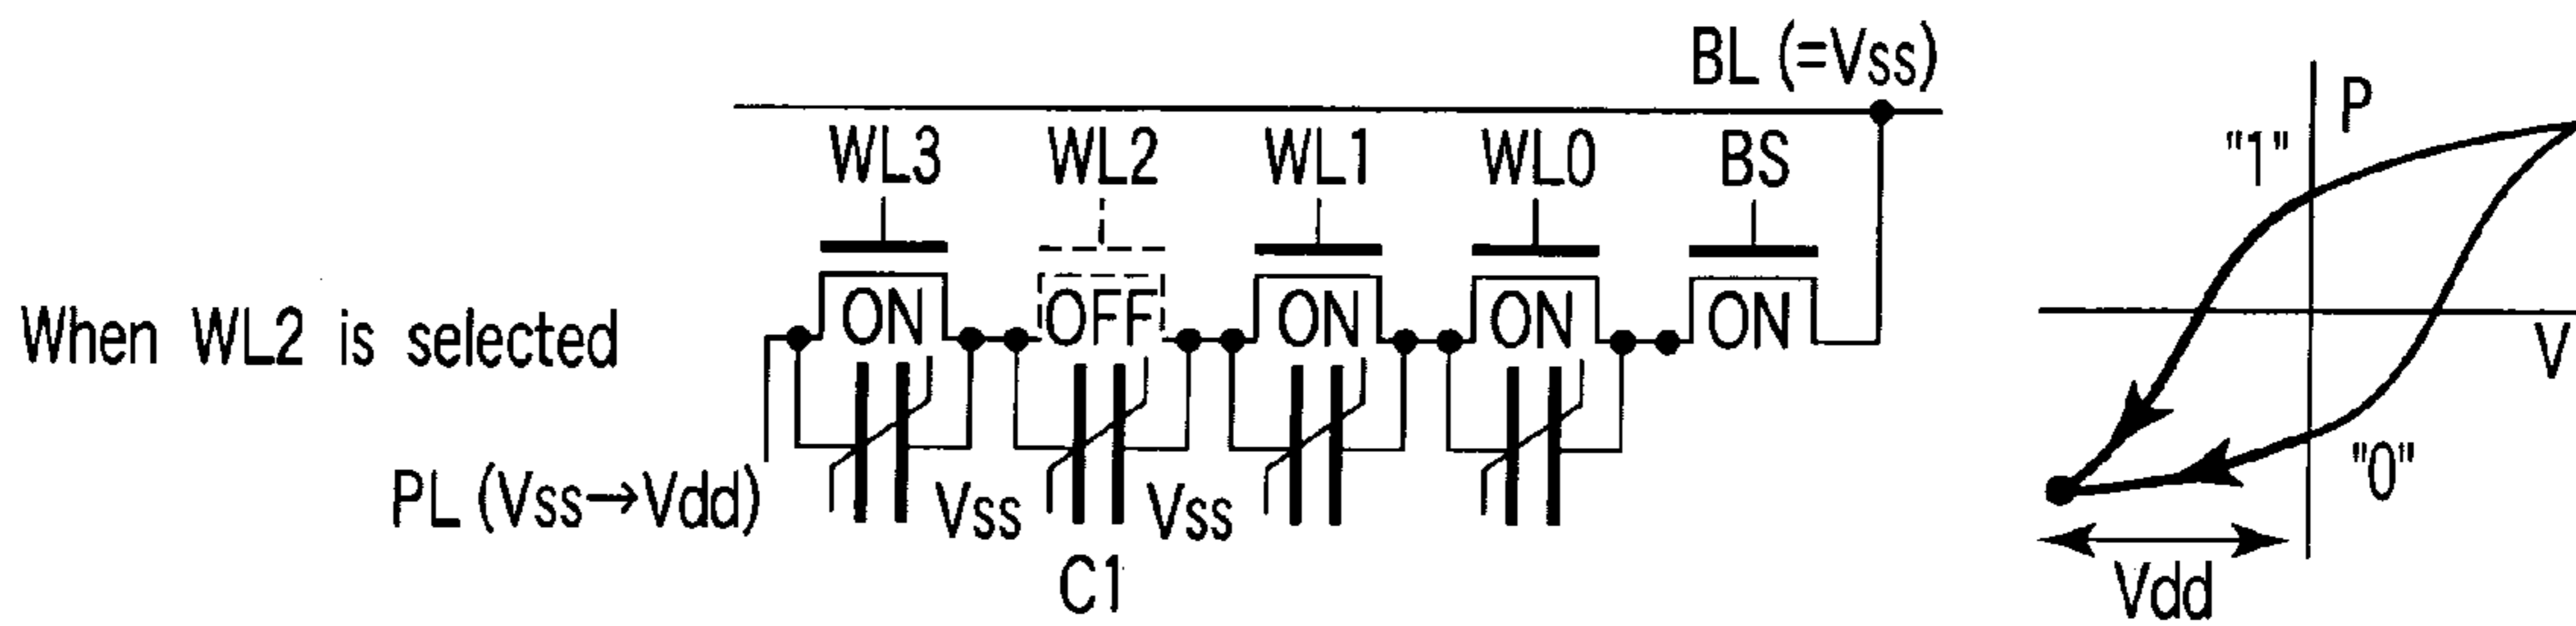 BL (=Vss)
WL3 WL2 WL1 WL0 BS
ON OFF ON ON ON
When WL2 is selected
PL (Vss→Vdd)
Vss Vss
C1
P
"1"
V
"0"
Vdd